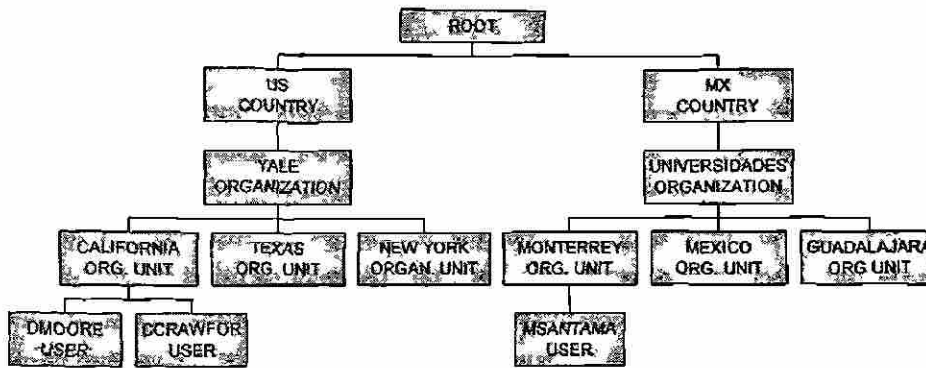 ROOT
US
COUNTRY
MX
COUNTRY
YALE
ORGANIZATION
UNIVERSIDADES
ORGANIZATION
CALIFORNIA
ORG. UNIT
TEXAS
ORG. UNIT
NEW YORK
ORGAN. UNIT
MONTERREY
ORG. UNIT
MEXICO
ORG. UNIT
GUADALAJARA
ORG UNIT
DMOORE
USER
CCRAWFOR
USER
MSANTAMA
USER